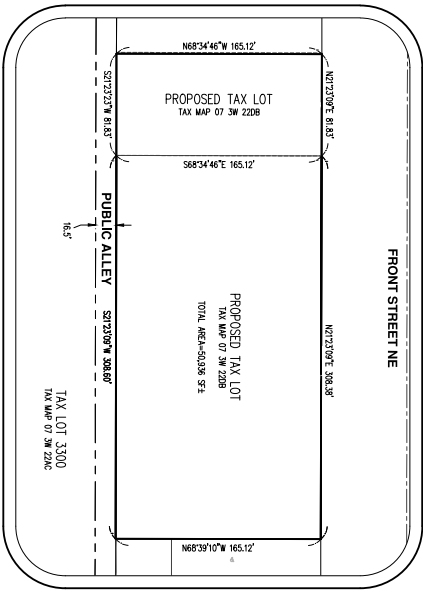 N68°34'46"W 165.12'
S21°23'23"W 81.83'
N21°23'09"E 81.83'
PROPOSED TAX LOT
TAX MAP 07 3W 22DB
S68°34'46"E 165.12'
FRONT STREET NE
PUBLIC ALLEY
16.5'
PROPOSED TAX LOT
TAX MAP 07 3W 22DB
TOTAL AREA=50,936 SF±
N21°23'09"E 308.38'
S21°23'09"W 308.60'
TAX LOT 3300
TAX MAP 07 3W 22AC
N68°39'10"W 165.12'